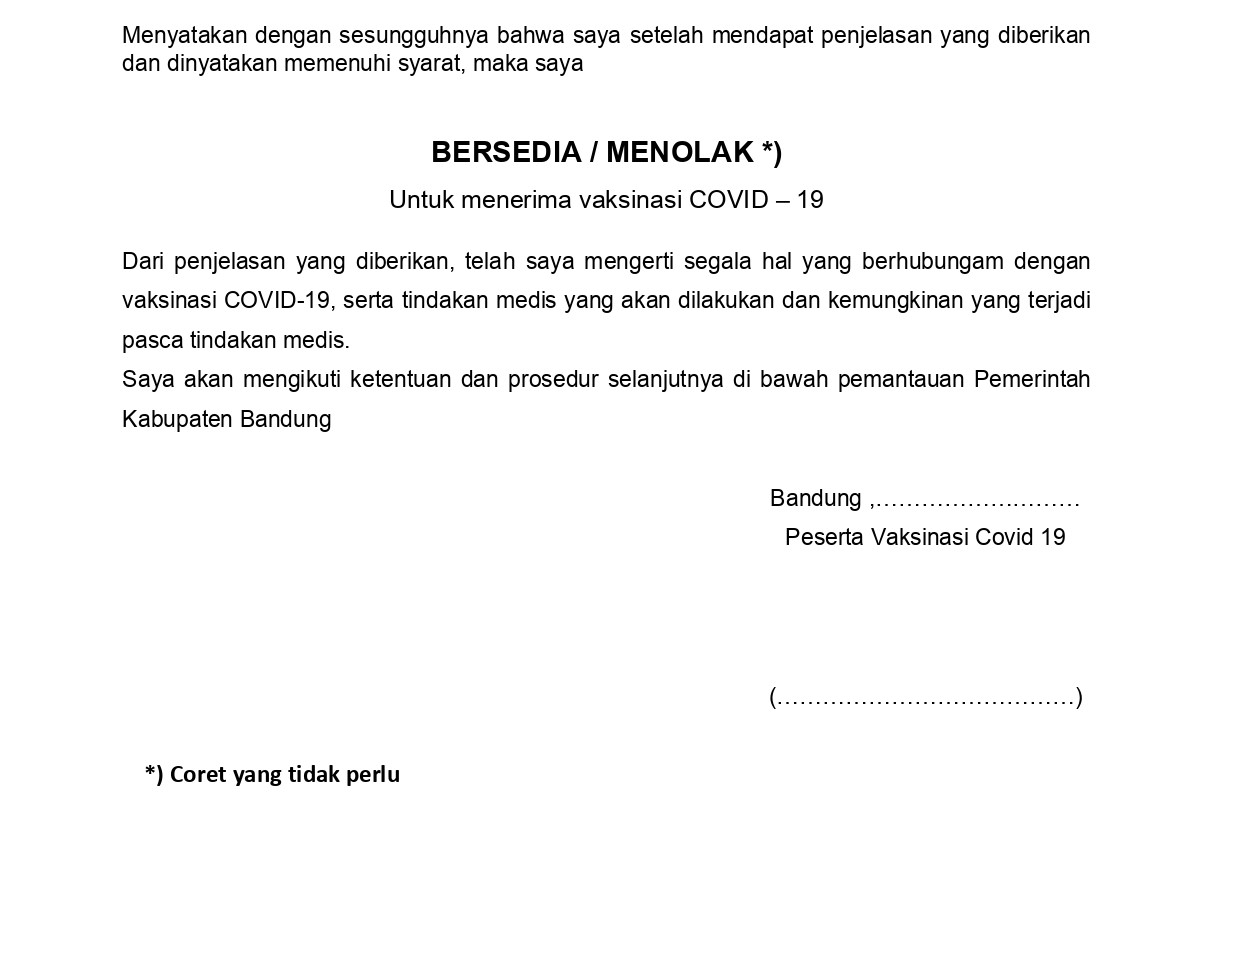 Menyatakan dengan sesungguhnya bahwa saya setelah mendapat penjelasan yang diberikan
dan dinyatakan memenuhi syarat, maka saya
BERSEDIA / MENOLAK *)
Untuk menerima vaksinasi COVID – 19
Dari penjelasan yang diberikan, telah saya mengerti segala hal yang berhubungam dengan
vaksinasi COVID-19, serta tindakan medis yang akan dilakukan dan kemungkinan yang terjadi
pasca tindakan medis.
Saya akan mengikuti ketentuan dan prosedur selanjutnya di bawah pemantauan Pemerintah
Kabupaten Bandung
Bandung ,………………..………
Peserta Vaksinasi Covid 19
(…………………………………)
*) Coret yang tidak perlu